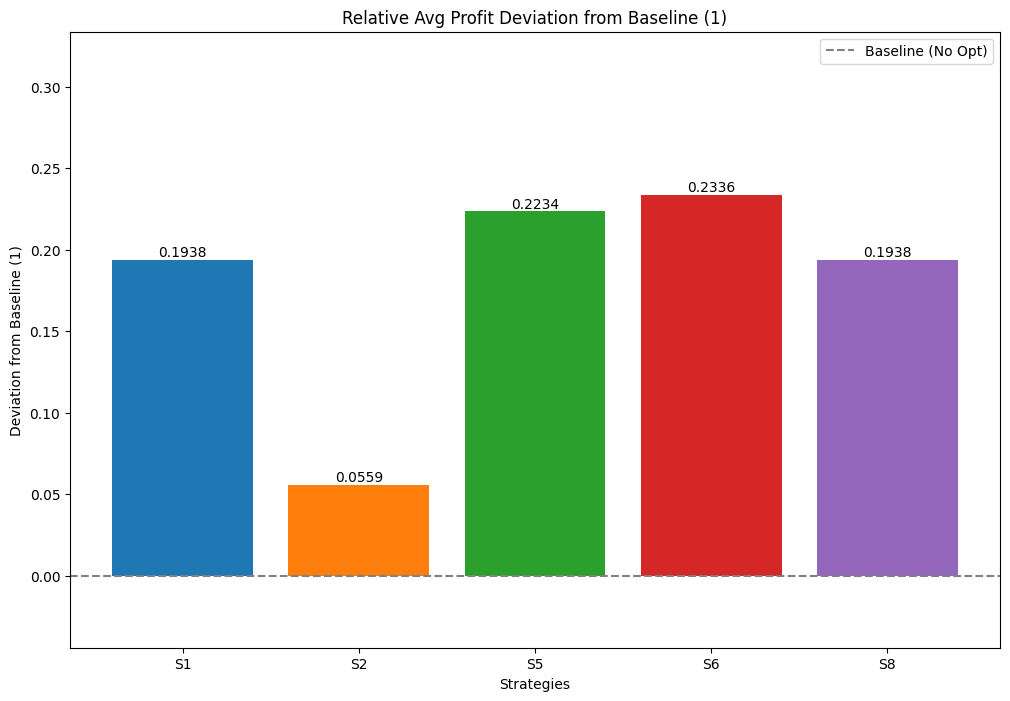 Relative Avg Profit Deviation from Baseline (1)
Baseline (No Opt)
Deviation from Baseline (1)
0.30
0.25
0.20
0.15
0.10
0.05
0.00
0.1938
0.0559
0.2234
0.2336
0.1938
S1 S2 S5 S6 S8
Strategies